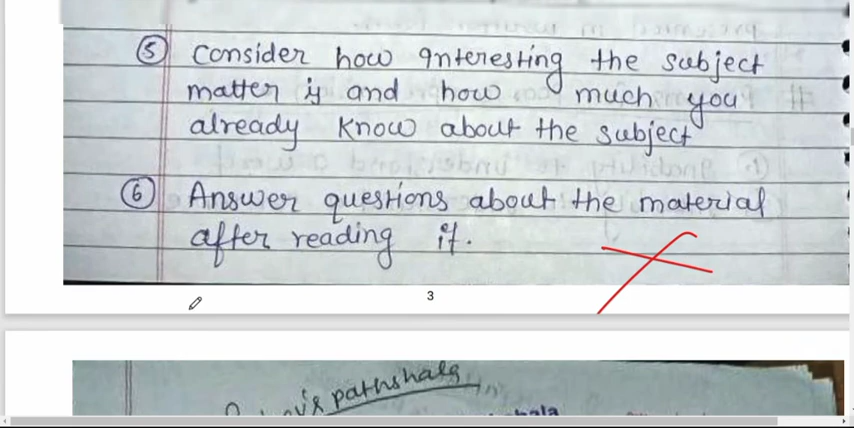 ⑤ Consider how interesting the subject
matter is and how much you
already know about the subject
⑥ Answer questions about the material
after reading it.
3
pathshala